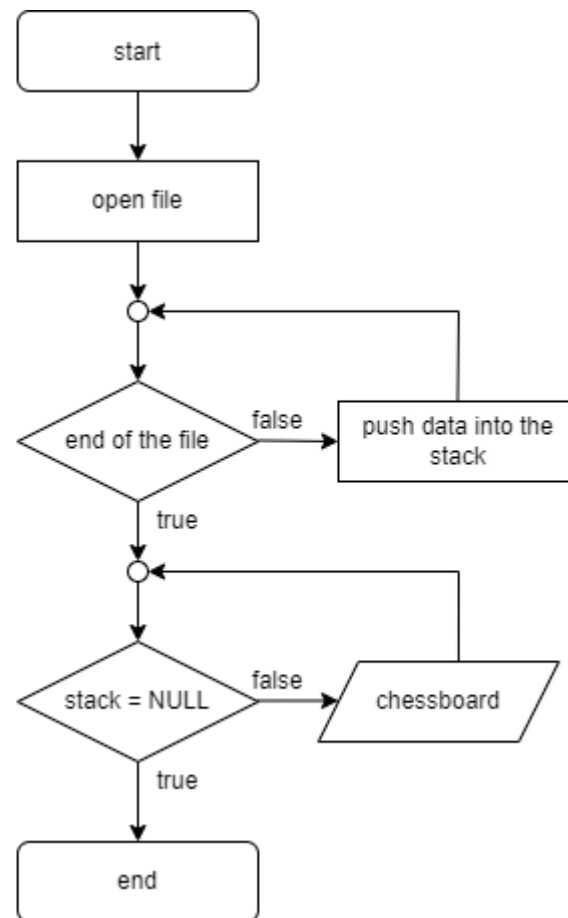 start
open file
end of the file
false
push data into the
stack
true
stack = NULL
false
chessboard
true
end